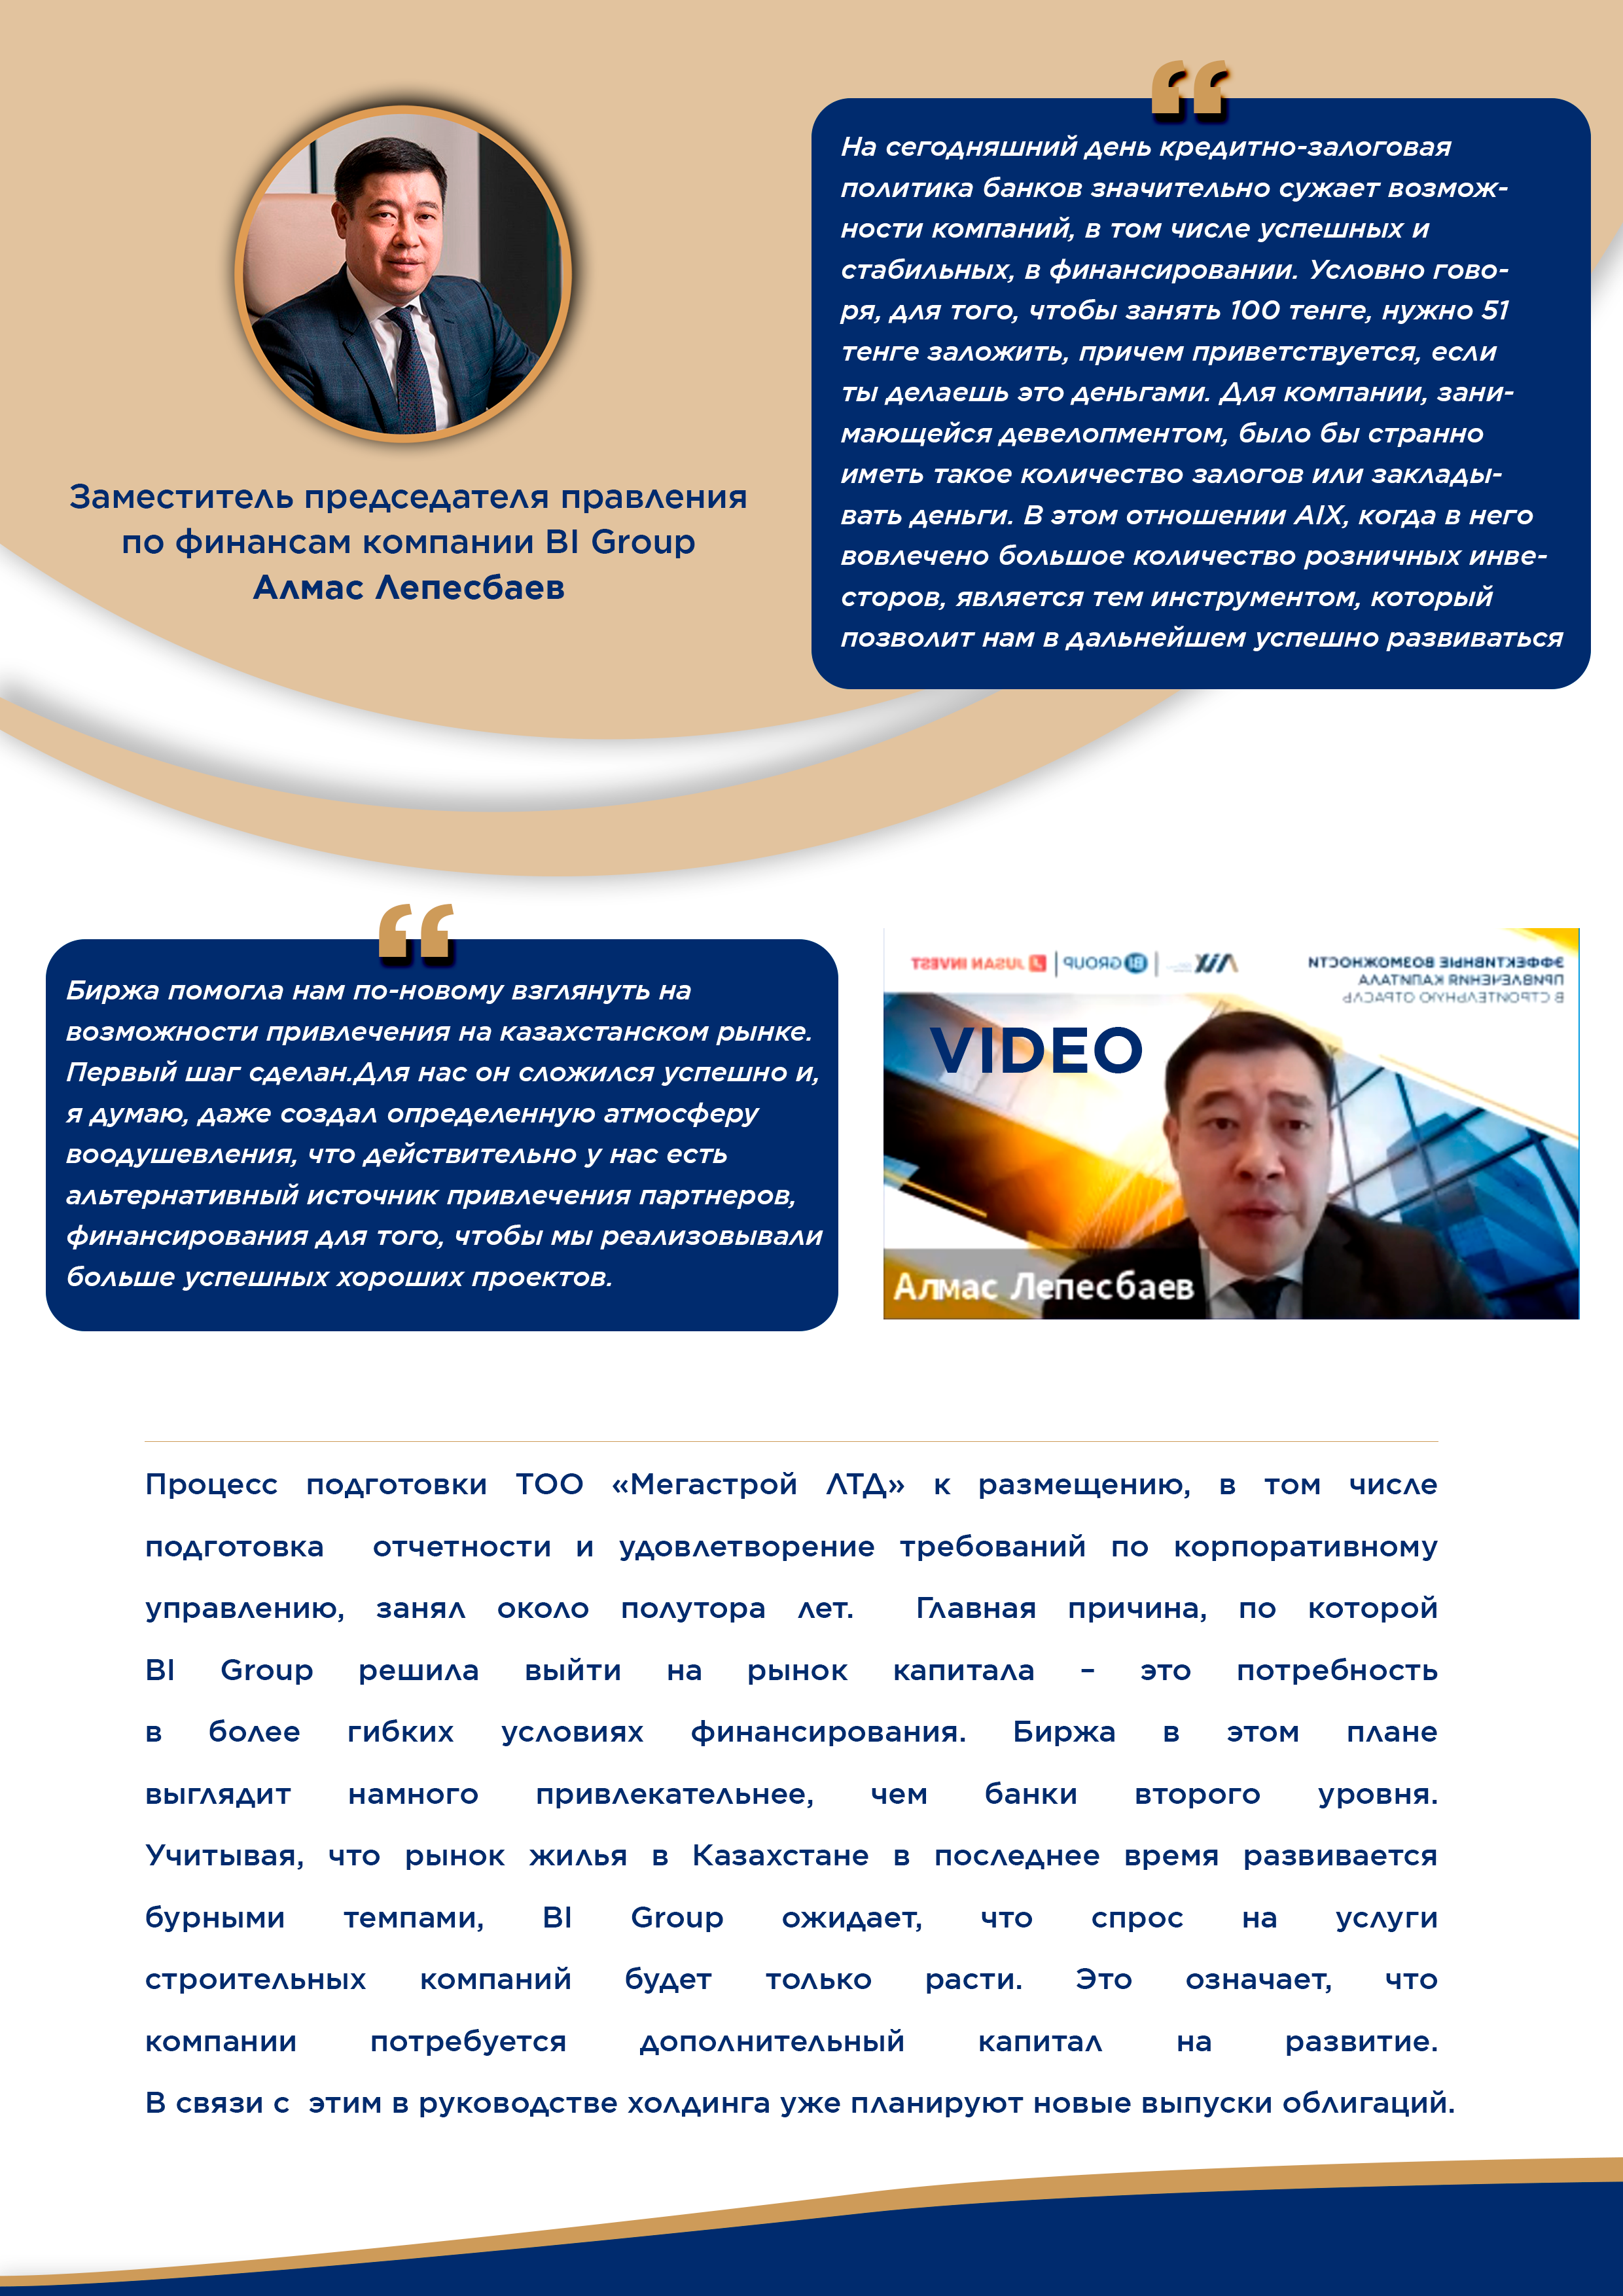 Заместитель председателя правления
по финансам компании BI Group
Алмас Лепесбаев
На сегодняшний день кредитно-залоговая
политика банков значительно сужает возмож-
ности компаний, в том числе успешных и
стабильных, в финансировании. Условно гово-
ря, для того, чтобы занять 100 тенге, нужно 51
тенге заложить, причем приветствуется, если
ты делаешь это деньгами. Для компании, зани-
мающейся девелопментом, было бы странно
иметь такое количество залогов или заклады-
вать деньги. В этом отношении AIX, когда в него
вовлечено большое количество розничных инве-
сторов, является тем инструментом, который
позволит нам в дальнейшем успешно развиваться
Биржа помогла нам по-новому взглянуть на
возможности привлечения на казахстанском рынке.
Первый шаг сделан.Для нас он сложился успешно и,
я думаю, даже создал определенную атмосферу
воодушевления, что действительно у нас есть
альтернативный источник привлечения партнеров,
финансирования для того, чтобы мы реализовывали
больше успешных хороших проектов.
JUSAN INVEST BI GROUP AIX
ЭФФЕКТИВНЫЕ ВОЗМОЖНОСТИ
ПРИВЛЕЧЕНИЯ КАПИТАЛА
В СТРОИТЕЛЬНУЮ ОТРАСЛЬ
VIDEO
Алмас Лепесбаев
Процесс подготовки ТОО «Мегастрой ЛТД» к размещению, в том числе
подготовка отчетности и удовлетворение требований по корпоративному
управлению, занял около полутора лет. Главная причина, по которой
BI Group решила выйти на рынок капитала – это потребность
в более гибких условиях финансирования. Биржа в этом плане
выглядит намного привлекательнее, чем банки второго уровня.
Учитывая, что рынок жилья в Казахстане в последнее время развивается
бурными темпами, BI Group ожидает, что спрос на услуги
строительных компаний будет только расти. Это означает, что
компании потребуется дополнительный капитал на развитие.
В связи с этим в руководстве холдинга уже планируют новые выпуски облигаций.